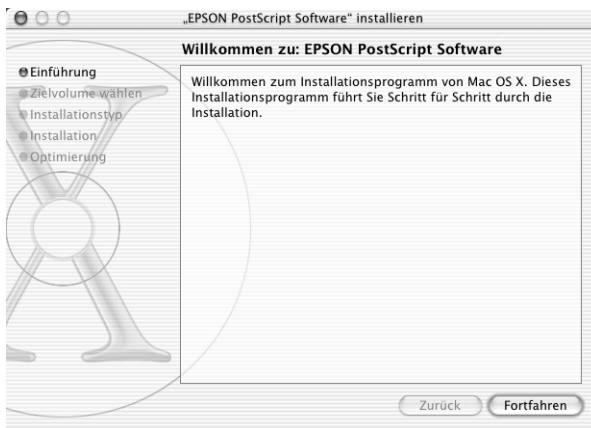 „EPSON PostScript Software“ installieren
Willkommen zu: EPSON PostScript Software
Einführung
Zielvolume wählen
Installationstyp
Installation
Optimierung
Willkommen zum Installationsprogramm von Mac OS X. Dieses
Installationsprogramm führt Sie Schritt für Schritt durch die
Installation.
Zurück
Fortfahren